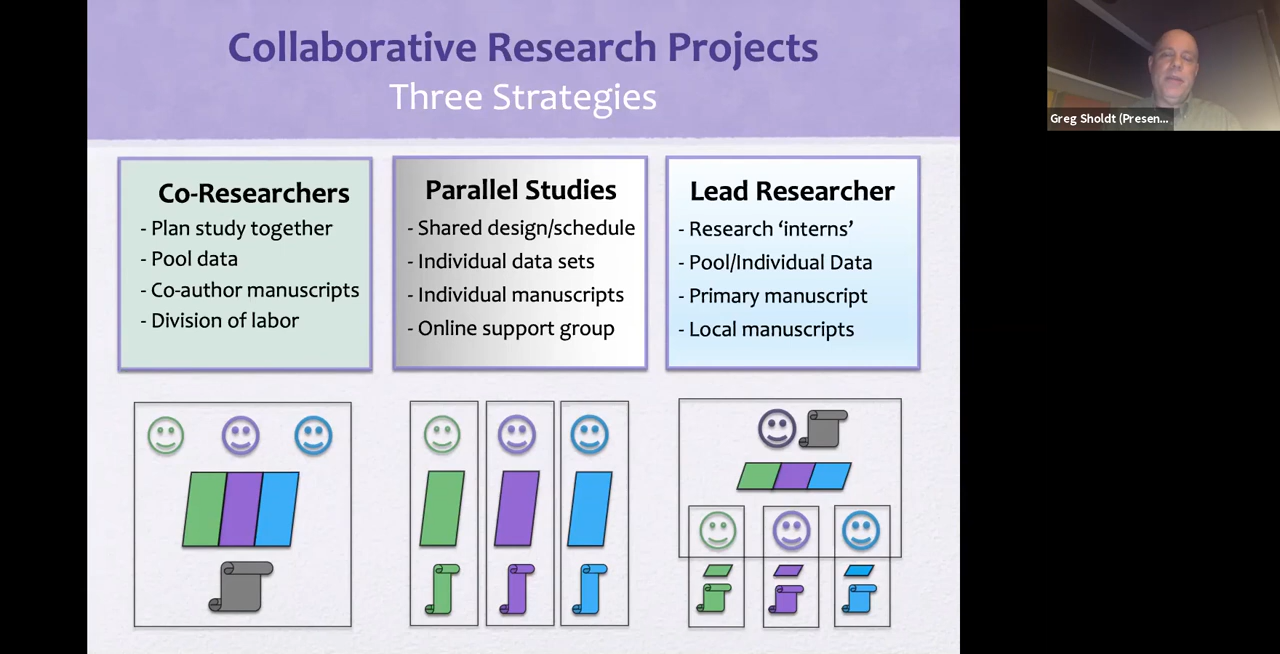 Collaborative Research Projects
Three Strategies
Greg Sholdt (Presen...
Co-Researchers
- Plan study together
- Pool data
- Co-author manuscripts
- Division of labor
Parallel Studies
- Shared design/schedule
- Individual data sets
- Individual manuscripts
- Online support group
Lead Researcher
- Research ‘interns’
- Pool/Individual Data
- Primary manuscript
- Local manuscripts